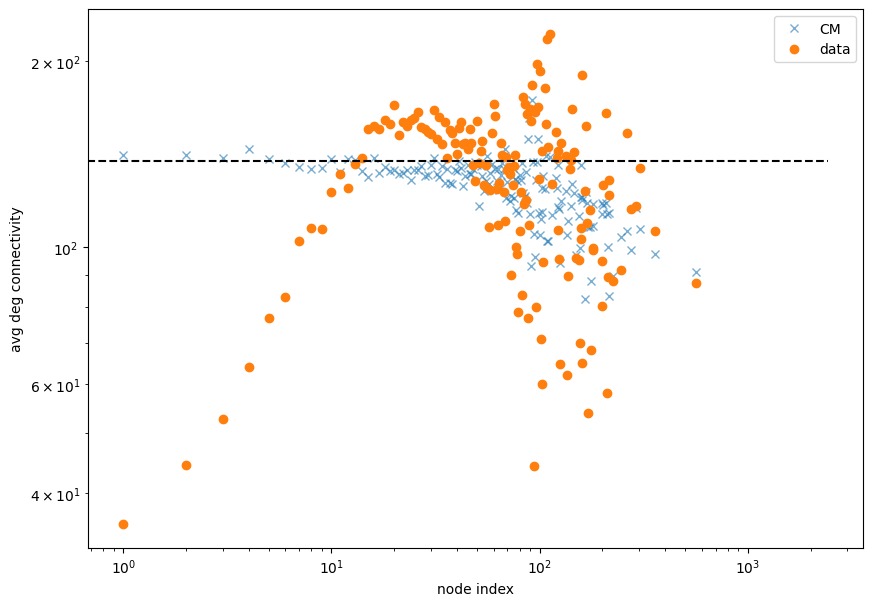 CM
data
avg deg connectivity
2 × 10²
10²
6 × 10¹
4 × 10¹
10⁰
10¹
10²
10³
node index